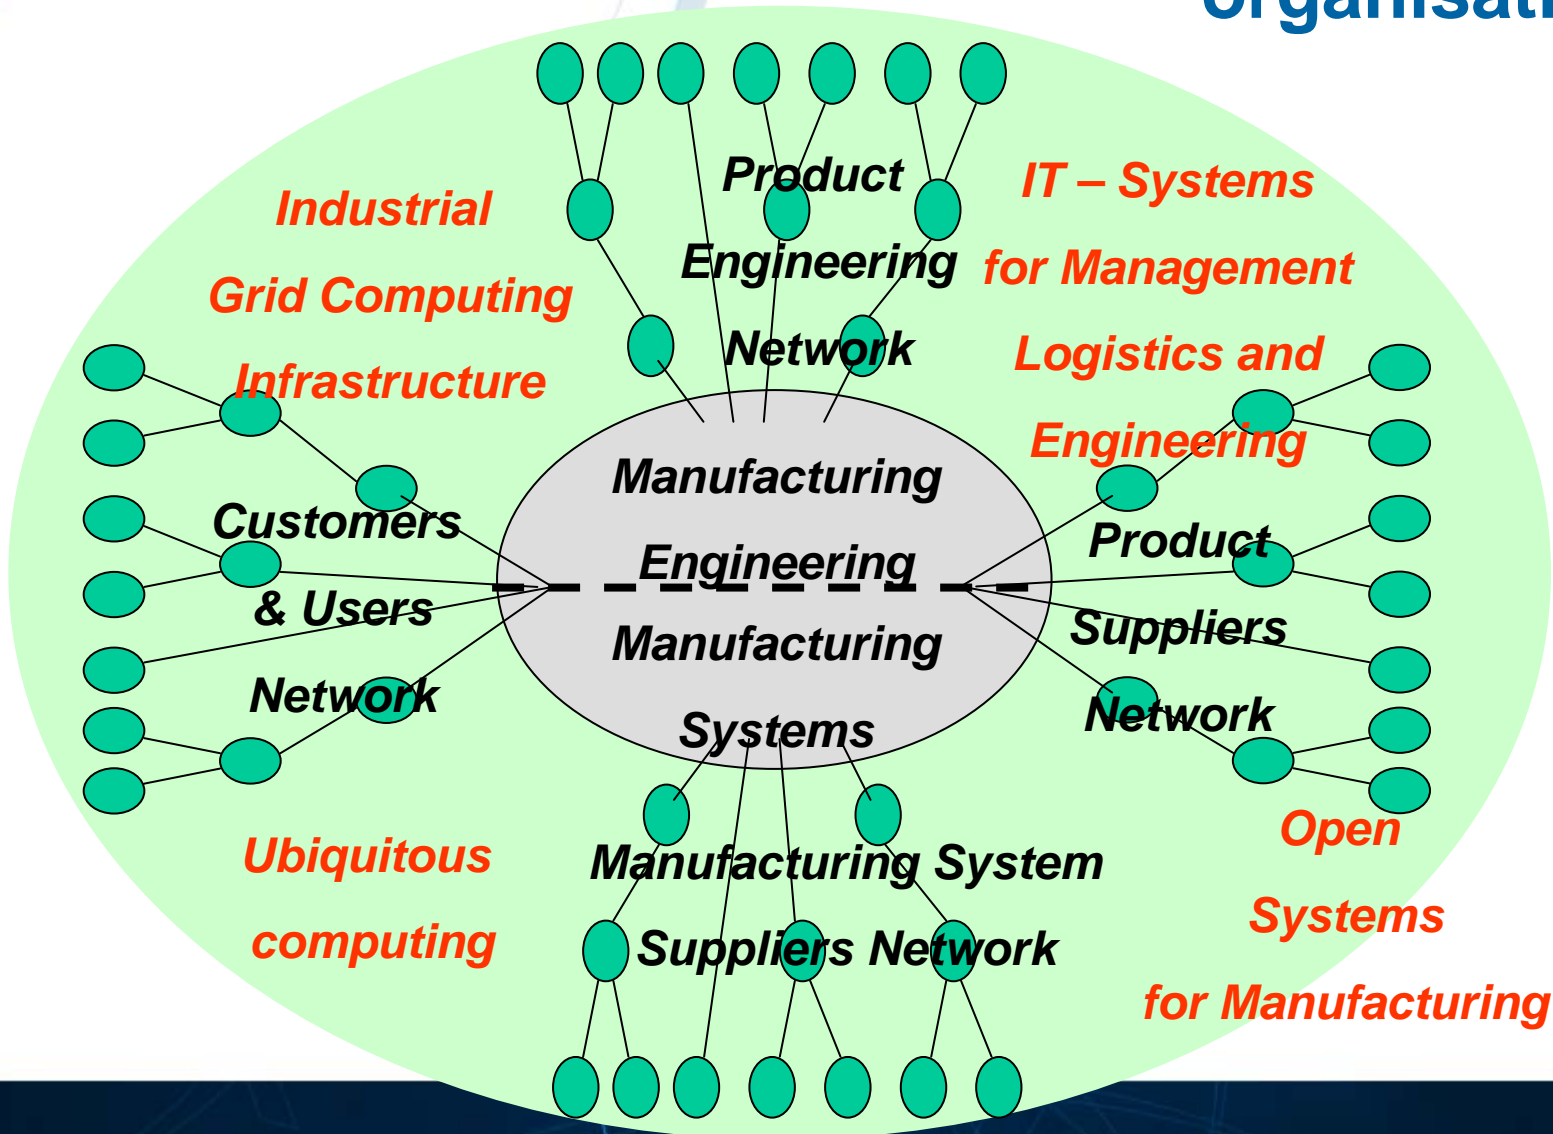 Product
Engineering
Network
Industrial
Grid Computing
Infrastructure
IT – Systems
for Management
Logistics and
Engineering
Customers
& Users
Network
Manufacturing
Engineering
Manufacturing
Systems
Product
Suppliers
Network
Ubiquitous
computing
Manufacturing System
Suppliers Network
Open
Systems
for Manufacturing